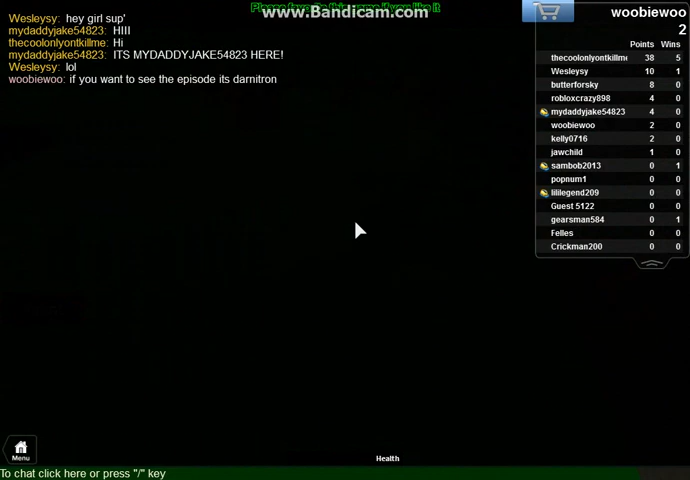 Wesleysy: hey girl sup'
mydaddyjake54823: HIII
thecoolonlyontkillme: Hi
mydaddyjake54823: ITS MYDADDYJAKE54823 HERE!
Wesleysy: lol
woobiewoo: if you want to see the episode its darnitron
www.Bandicam.com
woobiewoo
2
Points Wins
thecoolonlyontkillme 38 5
Wesleysy 10 1
butterforsky 8 0
robloxcrazy898 4 0
mydaddyjake54823 4 0
woobiewoo 2 0
kelly0716 2 0
jawchild 1 0
sambob2013 0 1
popnum1 0 0
lililegend209 0 0
Guest 5122 0 0
gearsman584 0 1
Felles 0 0
Crickman200 0 0
Menu
Health
To chat click here or press "/" key